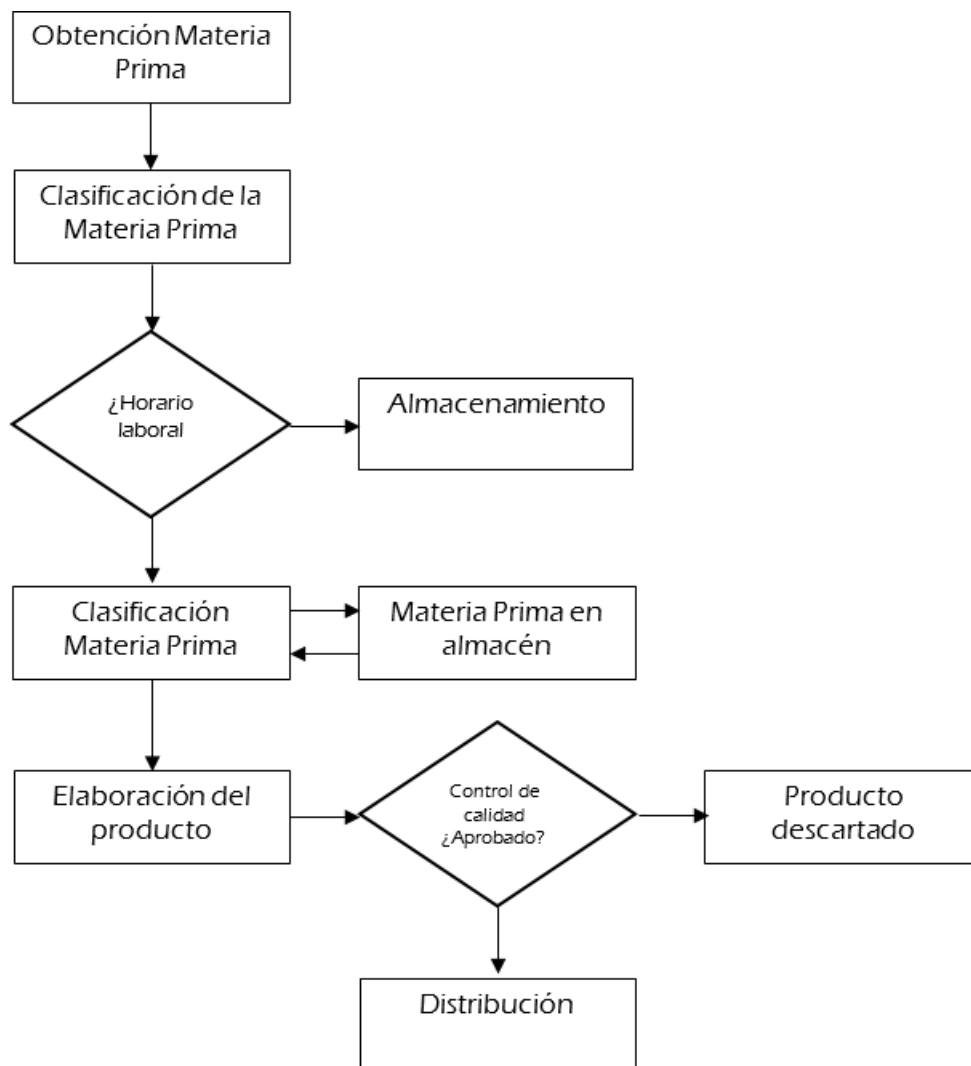 Obtención Materia
Prima
Clasificación de la
Materia Prima
¿Horario
laboral
Almacenamiento
Clasificación
Materia Prima
Materia Prima en
almacén
Elaboración del
producto
Control de
calidad
¿Aprobado?
Producto
descartado
Distribución